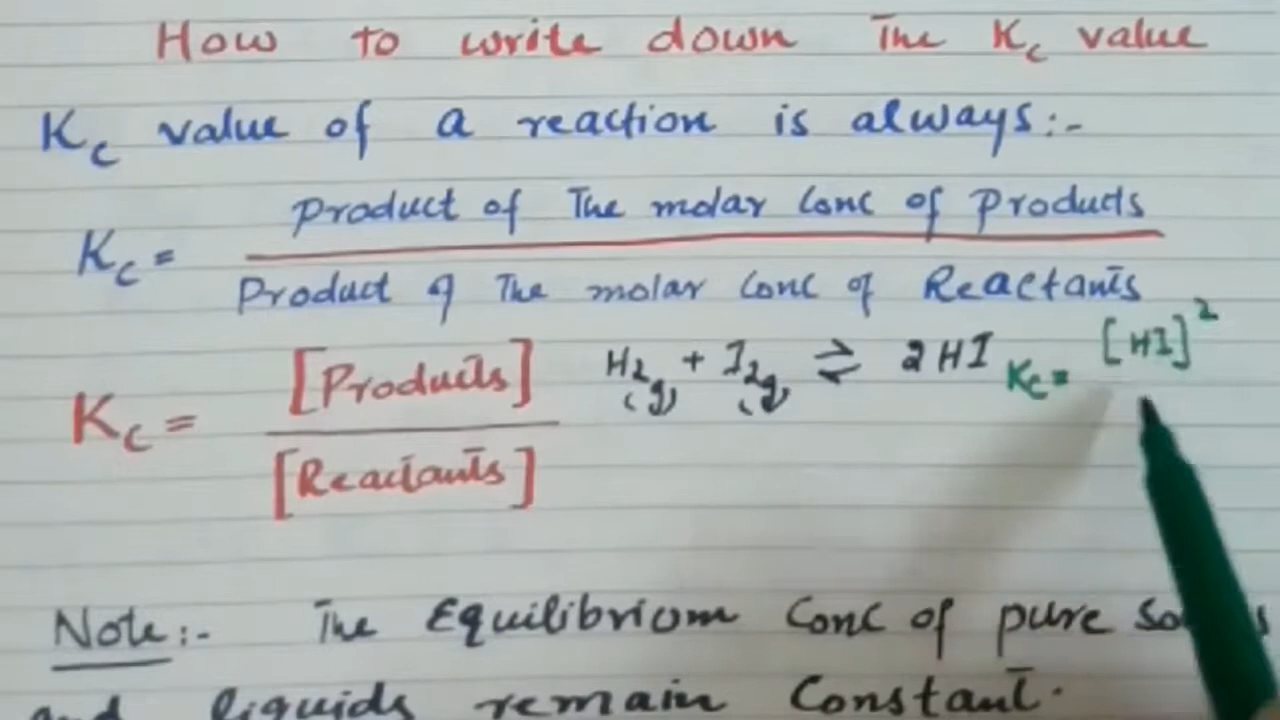 How to write down The Kc value
Kc value of a reaction is always:-
Kc = Product of The molar Conc of Products
Product of The molar Conc of Reactants
Kc = [Products]
[Reactants]
H2(g) + I2(g) ⇌ 2HI
Kc = [HI]²
Note:- The Equilibrium Conc of pure
and liquids remain Constant.